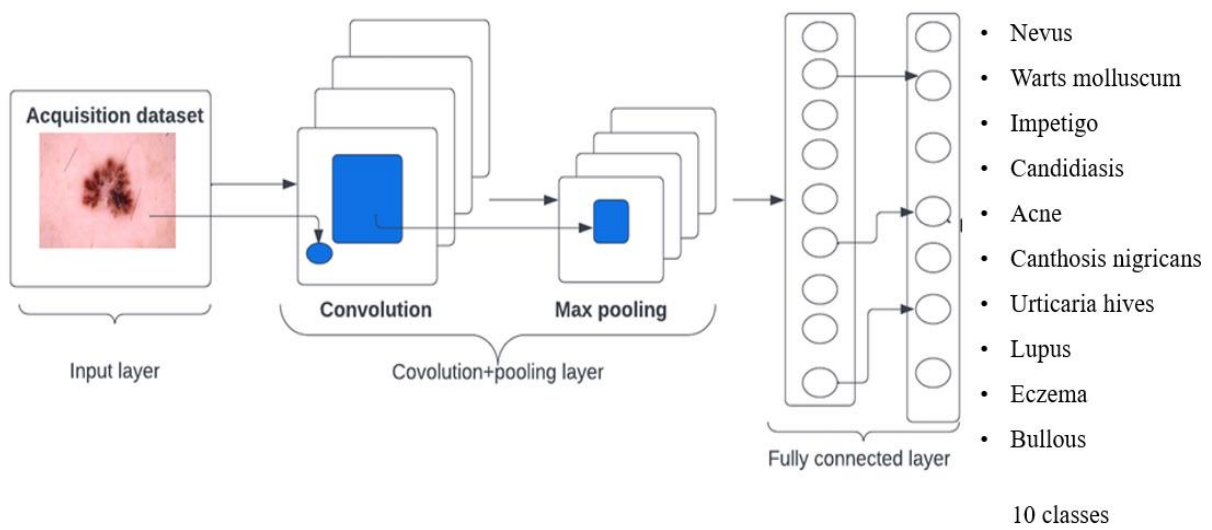 Acquisition dataset
Convolution
Max pooling
Input layer
Covolution+pooling layer
Fully connected layer
• Nevus
• Warts molluscum
• Impetigo
• Candidiasis
• Acne
• Canthosis nigricans
• Urticaria hives
• Lupus
• Eczema
• Bullous
10 classes